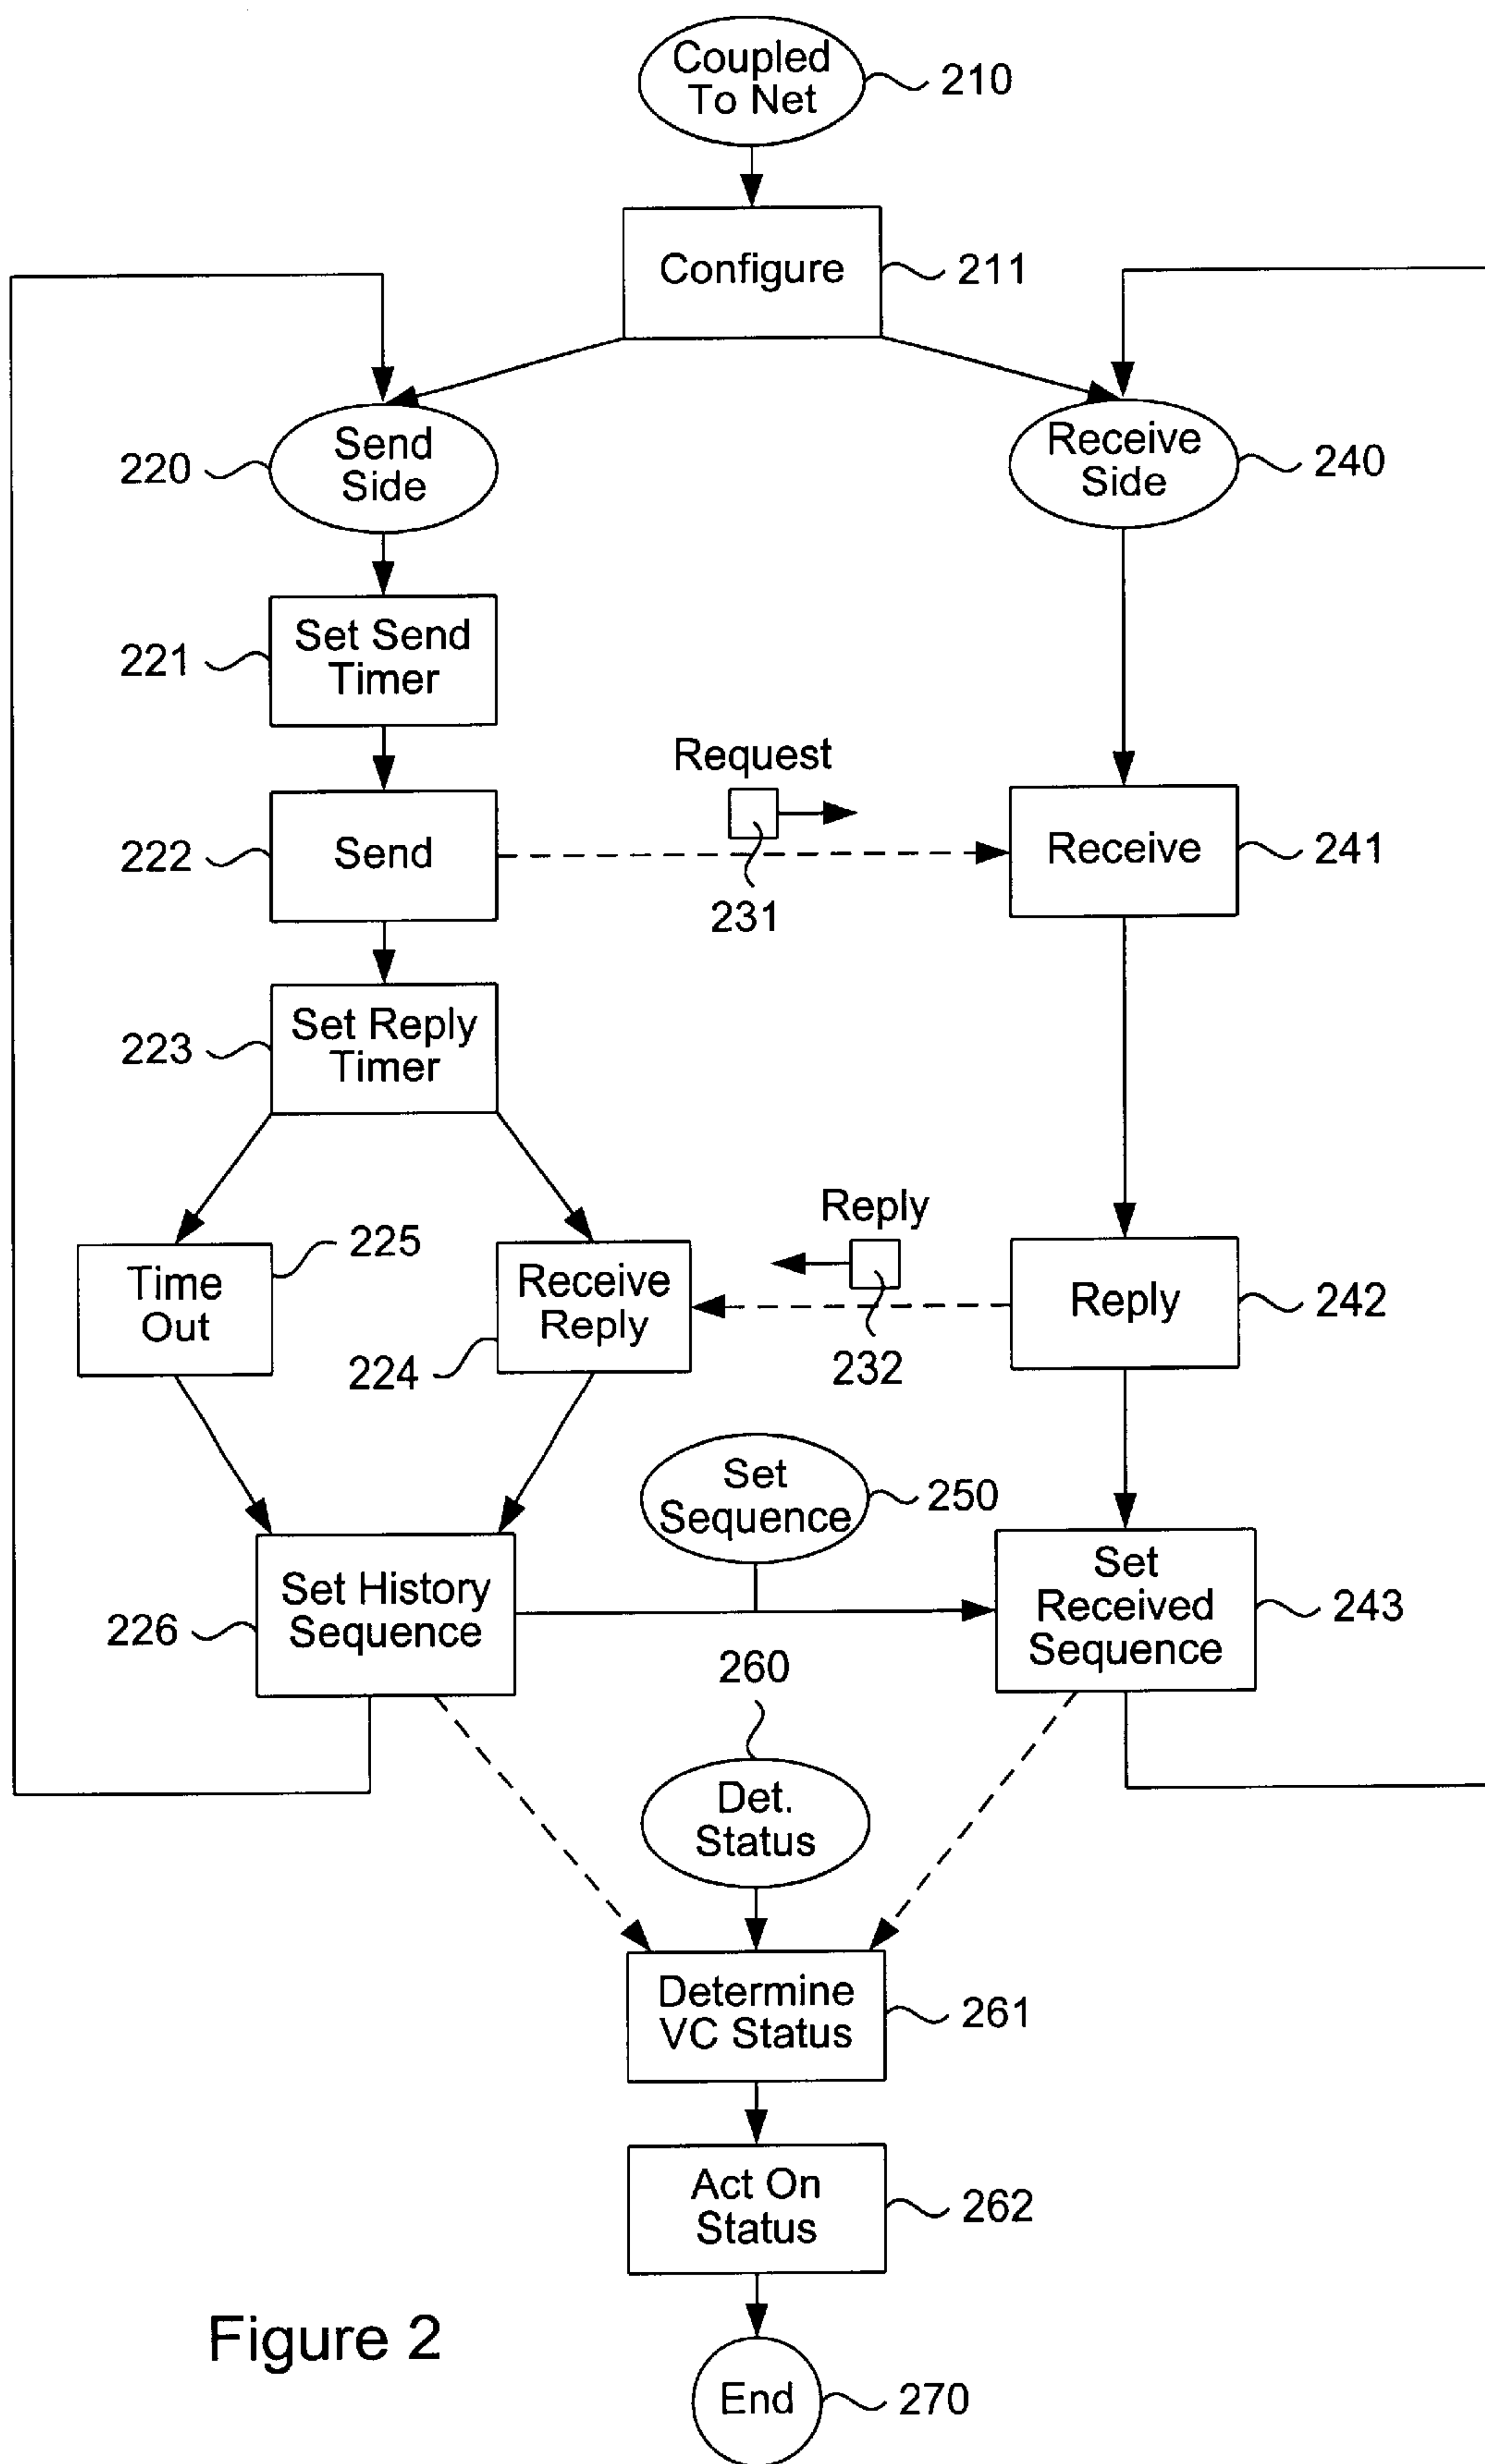 Coupled
To Net
210
Configure
211
Send
Side
220
Receive
Side
240
Set Send
Timer
221
Request
Send
222
231
Receive
241
Set Reply
Timer
223
Time
Out
225
Receive
Reply
224
Reply
232
Reply
242
Set
Sequence
250
Set History
Sequence
226
Set
Received
Sequence
243
260
Det.
Status
Determine
VC Status
261
Act On
Status
262
Figure 2
End
270